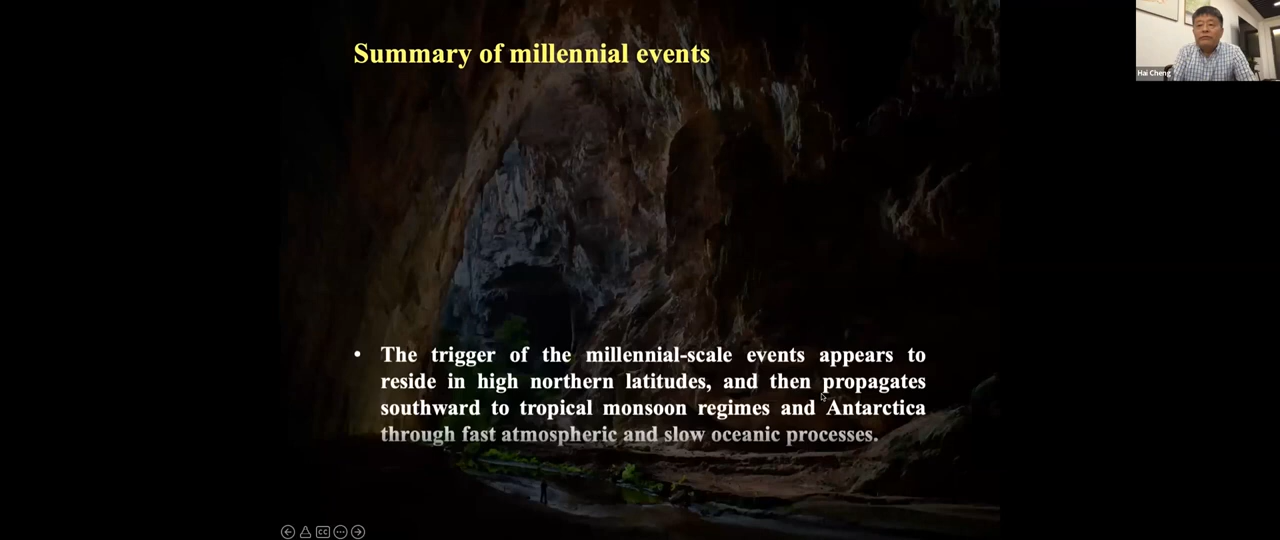 Summary of millennial events
Hai Cheng
• The trigger of the millennial-scale events appears to
reside in high northern latitudes, and then propagates
southward to tropical monsoon regimes and Antarctica
through fast atmospheric and slow oceanic processes.
CC